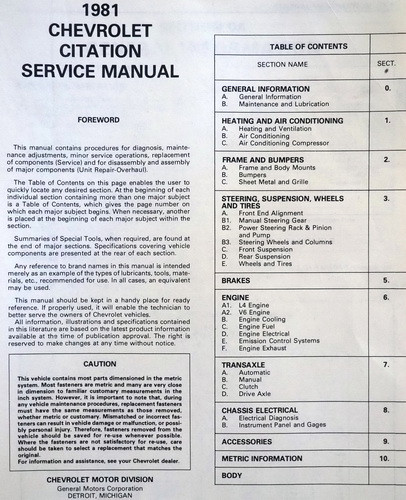 1981
CHEVROLET
CITATION
SERVICE MANUAL
FOREWORD
This manual contains procedures for diagnosis, mainte-
nance adjustments, minor service operations, replacement
of components (Service) and for disassembly and assembly
of major components (Unit Repair-Overhaul).
The Table of Contents on this page enables the user to
quickly locate any desired section. At the beginning of each
individual section containing more than one major subject
is a Table of Contents, which gives the page number on
which each major subject begins. When necessary, another
is placed at the beginning of each major subject within the
section.
Summaries of Special Tools, when required, are found at
the end of major sections. Specifications covering vehicle
components are presented at the rear of each section.
Any reference to brand names in this manual is intended
merely as an example of the types of lubricants, tools, mate-
rials, etc., recommended for use. In all cases, an equivalent
may be used.
This manual should be kept in a handy place for ready
reference. If properly used, it will enable the technician to
better serve the owners of Chevrolet vehicles.
All information, illustrations and specifications contained
in this literature are based on the latest product information
available at the time of publication approval. The right is
reserved to make changes at any time without notice.
CAUTION
This vehicle contains most parts dimensioned in the metric
system. Most fasteners are metric and many are very close
in dimension to familiar customary measurements in the
inch system. However, it is important to note that, during
any vehicle maintenance procedures, replacement fasteners
must have the same measurements as those removed,
whether metric or customary. Mismatched or incorrect fas-
teners can result in vehicle damage or malfunction, or possi-
bly personal injury. Therefore, fasteners removed from the
vehicle should be saved for re-use whenever possible.
Where the fasteners are not satisfactory for re-use, care
should be taken to select a replacement that matches the
original.
For information and assistance, see your Chevrolet dealer.
CHEVROLET MOTOR DIVISION
General Motors Corporation
DETROIT, MICHIGAN
TABLE OF CONTENTS
SECTION NAME SECT. #
GENERAL INFORMATION 0.
A. General Information
B. Maintenance and Lubrication
HEATING AND AIR CONDITIONING 1.
A. Heating and Ventilation
B. Air Conditioning
C. Air Conditioning Compressor
FRAME AND BUMPERS 2.
A. Frame and Body Mounts
B. Bumpers
C. Sheet Metal and Grille
STEERING, SUSPENSION, WHEELS 3.
AND TIRES
A. Front End Alignment
B1. Manual Steering Gear
B2. Power Steering Rack & Pinion
and Pump
B3. Steering Wheels and Columns
C. Front Suspension
D. Rear Suspension
E. Wheels and Tires
BRAKES 5.
ENGINE 6.
A1. L4 Engine
A2. V6 Engine
B. Engine Cooling
C. Engine Fuel
D. Engine Electrical
E. Emission Control Systems
F. Engine Exhaust
TRANSAXLE 7.
A. Automatic
B. Manual
C. Clutch
D. Drive Axle
CHASSIS ELECTRICAL 8.
A. Electrical Diagnosis
B. Instrument Panel and Gages
ACCESSORIES 9.
METRIC INFORMATION 10.
BODY